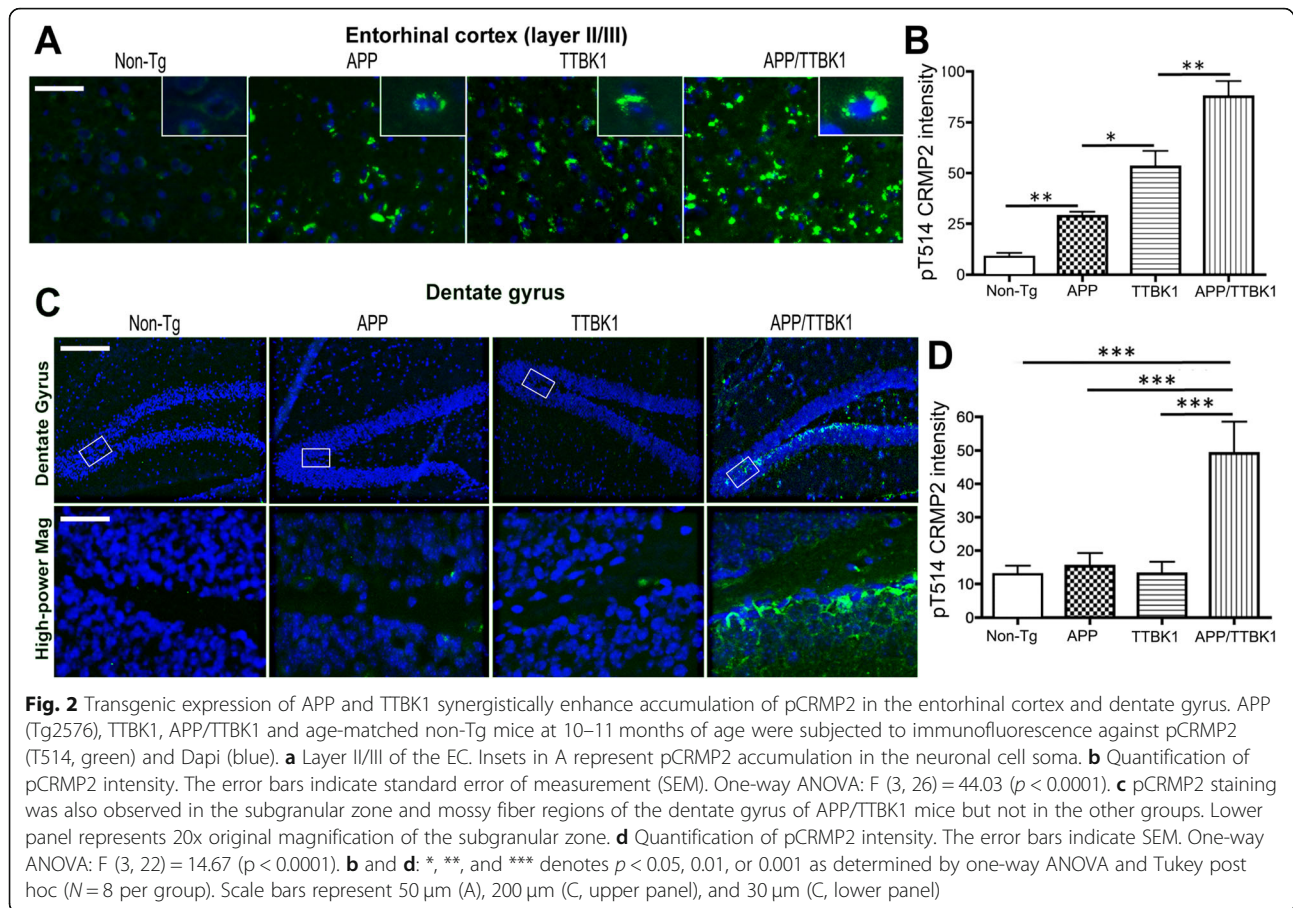 A
Entorhinal cortex (layer II/III)
Non-Tg APP TTBK1 APP/TTBK1
B
pT514 CRMP2 intensity
100
75
50
25
0
**
*
**
Non-Tg APP TTBK1 APP/TTBK1
C
Dentate gyrus
Non-Tg APP TTBK1 APP/TTBK1
Dentate Gyrus
High-power Mag
D
pT514 CRMP2 intensity
60
50
40
30
20
10
0
***
***
***
Non-Tg APP TTBK1 APP/TTBK1
Fig. 2 Transgenic expression of APP and TTBK1 synergistically enhance accumulation of pCRMP2 in the entorhinal cortex and dentate gyrus. APP
(Tg2576), TTBK1, APP/TTBK1 and age-matched non-Tg mice at 10–11 months of age were subjected to immunofluorescence against pCRMP2
(T514, green) and Dapi (blue). a Layer II/III of the EC. Insets in A represent pCRMP2 accumulation in the neuronal cell soma. b Quantification of
pCRMP2 intensity. The error bars indicate standard error of measurement (SEM). One-way ANOVA: F (3, 26) = 44.03 (p < 0.0001). c pCRMP2 staining
was also observed in the subgranular zone and mossy fiber regions of the dentate gyrus of APP/TTBK1 mice but not in the other groups. Lower
panel represents 20x original magnification of the subgranular zone. d Quantification of pCRMP2 intensity. The error bars indicate SEM. One-way
ANOVA: F (3, 22) = 14.67 (p < 0.0001). b and d: *, **, and *** denotes p < 0.05, 0.01, or 0.001 as determined by one-way ANOVA and Tukey post
hoc (N = 8 per group). Scale bars represent 50 μm (A), 200 μm (C, upper panel), and 30 μm (C, lower panel)